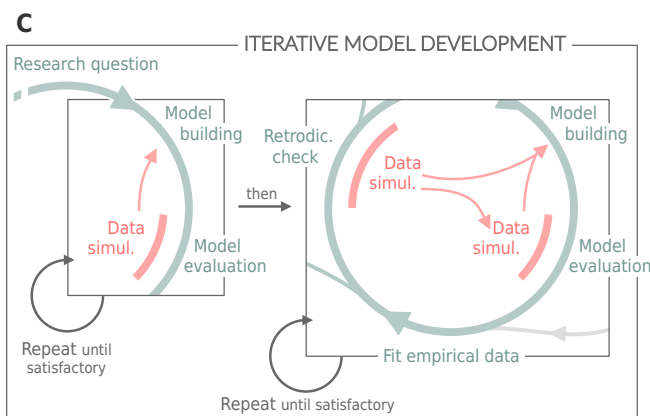 C
ITERATIVE MODEL DEVELOPMENT
Research question
Model
building
Data
simul.
Model
evaluation
Repeat until
satisfactory
then
Retrodic.
check
Data
simul.
Model
building
Data
simul.
Model
evaluation
Fit empirical data
Repeat until satisfactory